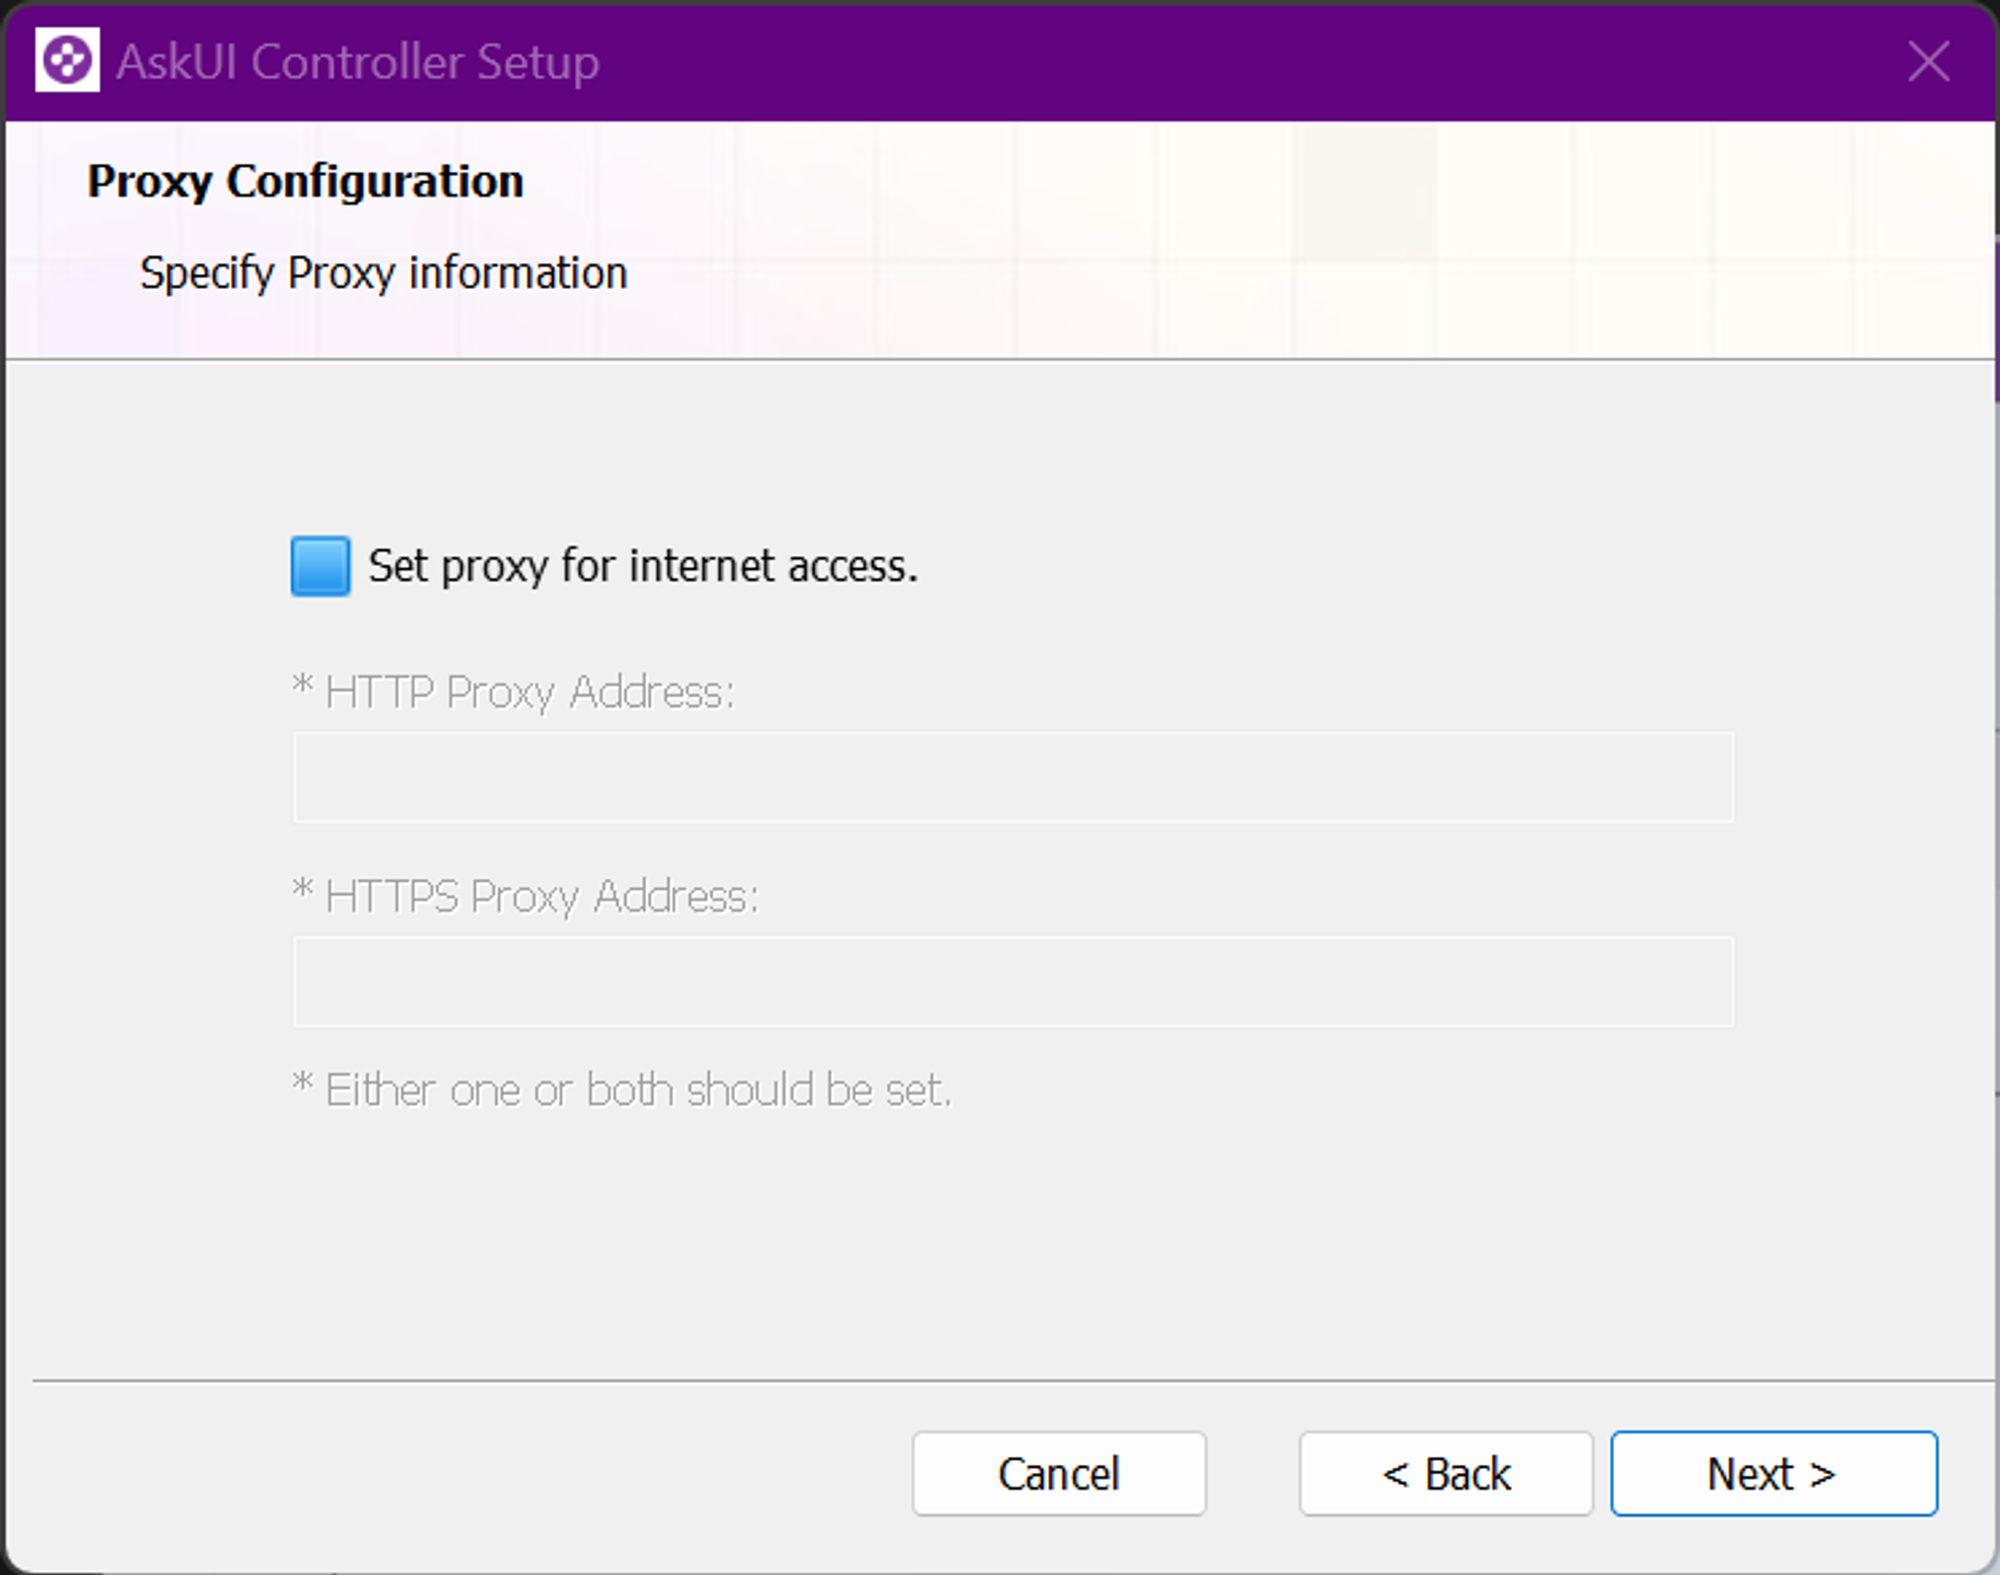 AskUI Controller Setup
Proxy Configuration
Specify Proxy information
Set proxy for internet access.
* HTTP Proxy Address:
* HTTPS Proxy Address:
* Either one or both should be set.
Cancel
< Back
Next >